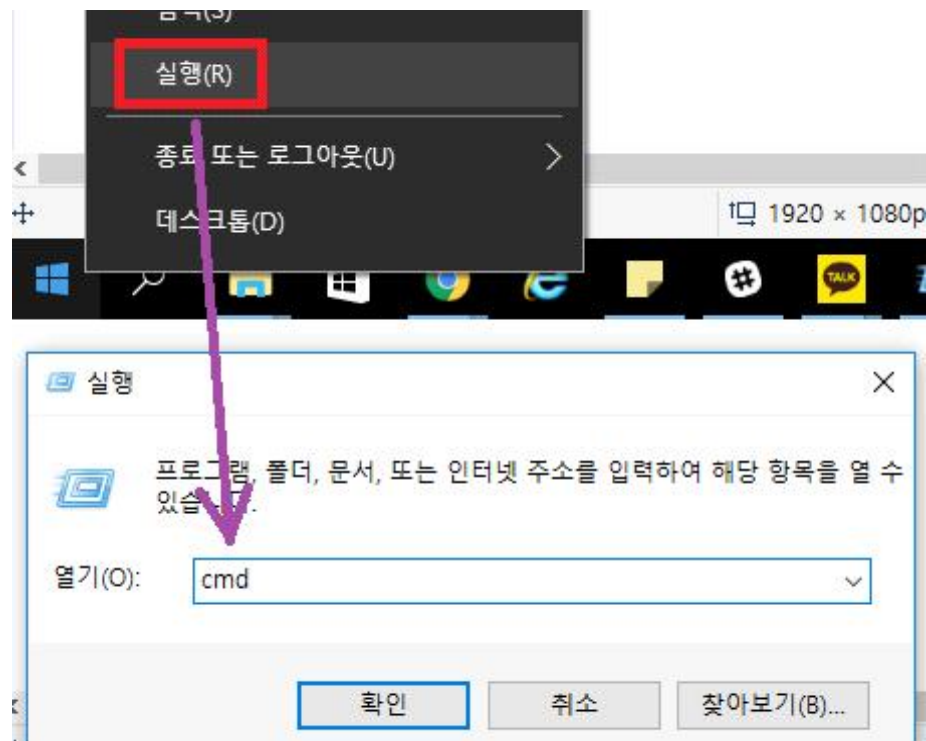 실행(R)
종료 또는 로그아웃(U)
데스크톱(D)
1920 × 1080p
TALK
실행
프로그램, 폴더, 문서, 또는 인터넷 주소를 입력하여 해당 항목을 열 수
열기(O):
cmd
확인
취소
찾아보기(B)...